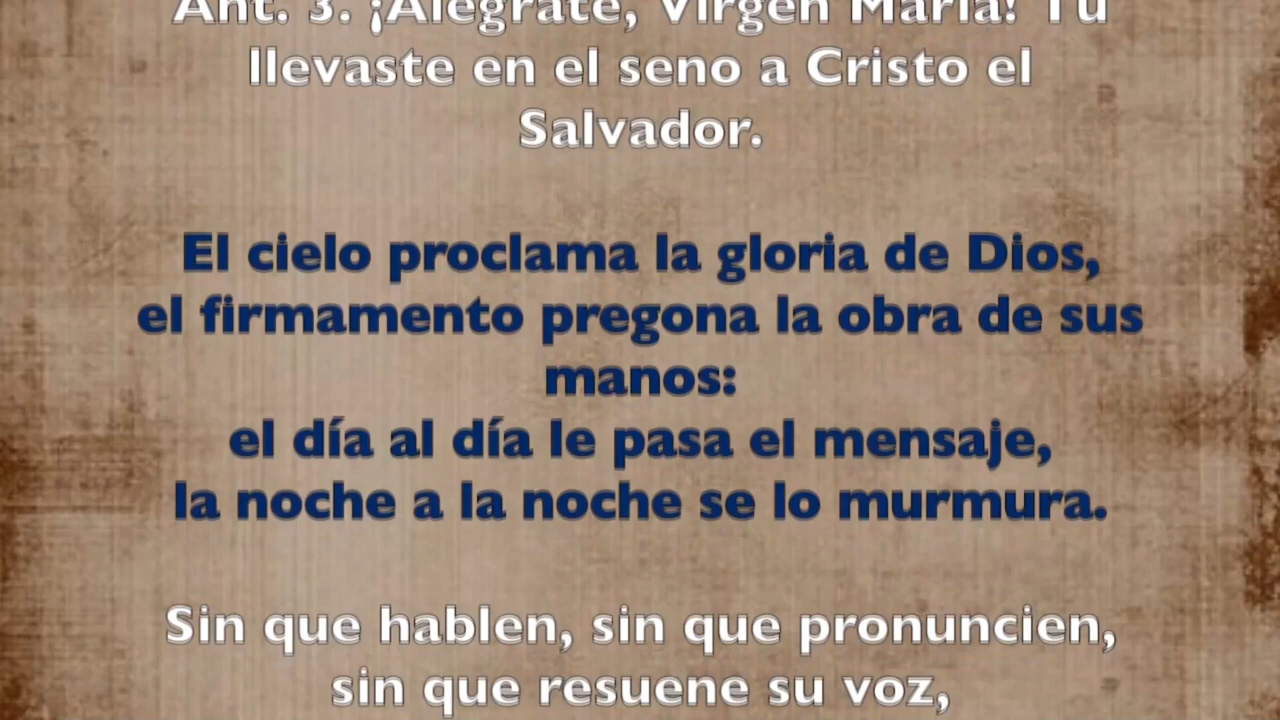 Ant. 3. ¡Alégrate, Virgen María! Tú
llevaste en el seno a Cristo el
Salvador.
El cielo proclama la gloria de Dios,
el firmamento pregona la obra de sus
manos:
el día al día le pasa el mensaje,
la noche a la noche se lo murmura.
Sin que hablen, sin que pronuncien,
sin que resuene su voz,